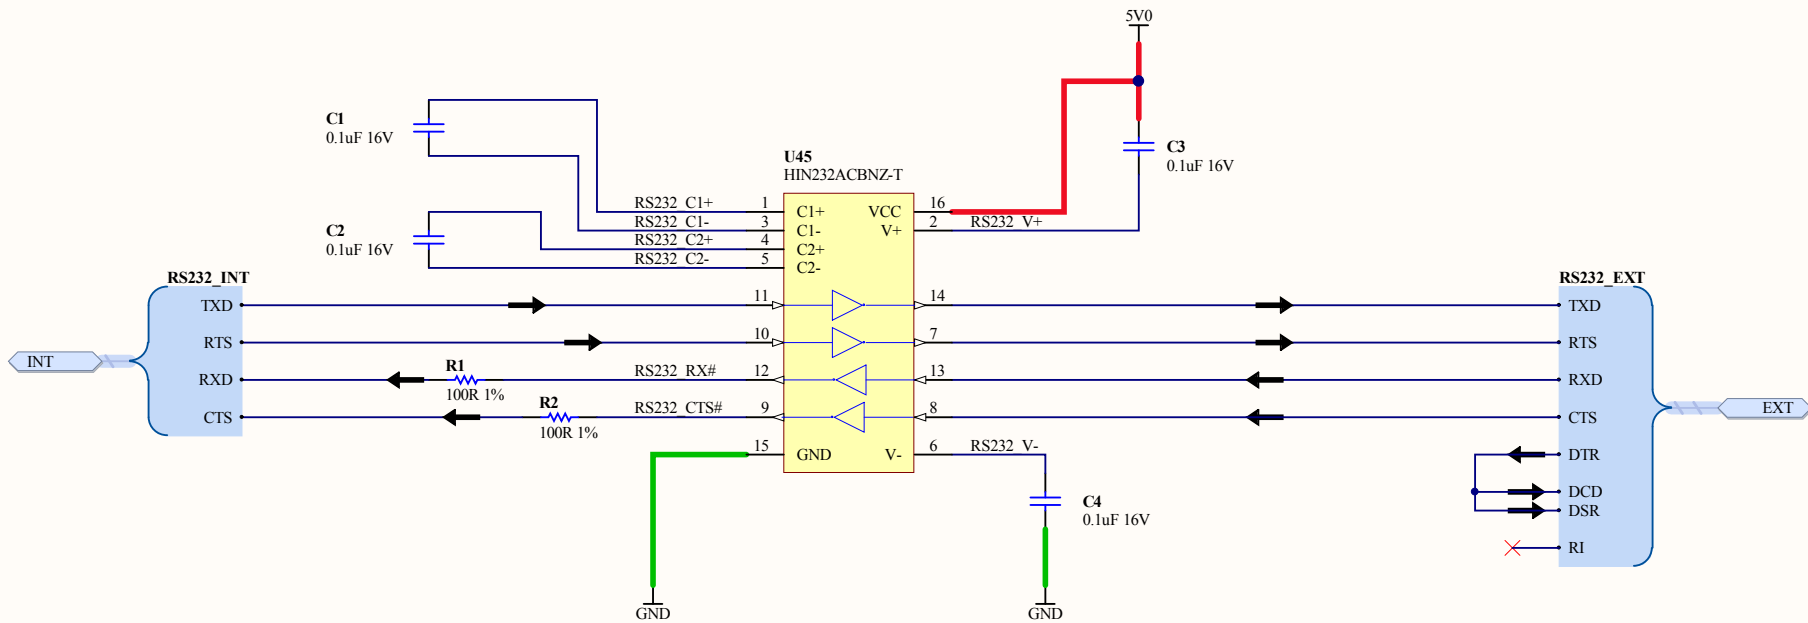 5V0
C1
0.1uF 16V
C3
0.1uF 16V
U45
HIN232ACBNZ-T
RS232_C1+ 1 C1+ VCC 16
RS232_C1- 3 C1- V+ 2 RS232_V+
C2
0.1uF 16V
RS232_C2+ 4 C2+
RS232_C2- 5 C2-
RS232_INT
RS232_EXT
TXD 11 14 TXD
RTS 10 7 RTS
INT
R1
RXD 100R 1% RS232_RX# 12 13 RXD
R2
CTS 100R 1% RS232_CTS# 9 8 CTS
EXT
15 GND V- 6 RS232_V- DTR
C4
0.1uF 16V
DCD
DSR
RI
GND
GND